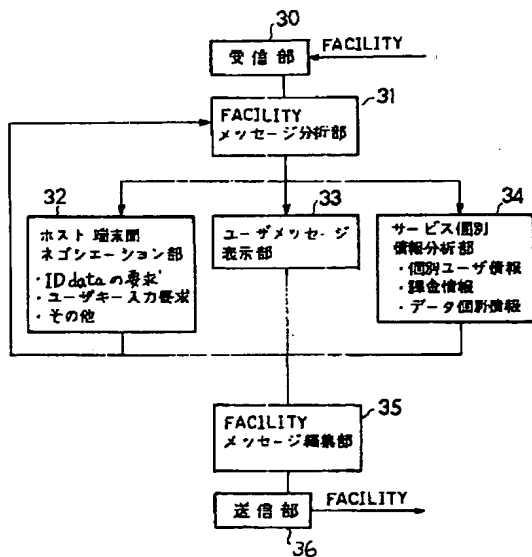 30
FACILITY
受信部
31
FACILITY
メッセージ分析部
32
ホスト端末間
ネゴシエーション部
・ID dataの要求
・ユーザキー入力要求
・その他
33
ユーザメッセージ
表示部
34
サービス個別
情報分析部
・個別ユーザ情報
・課金情報
・データ個別情報
35
FACILITY
メッセージ編集部
FACILITY
送信部
36